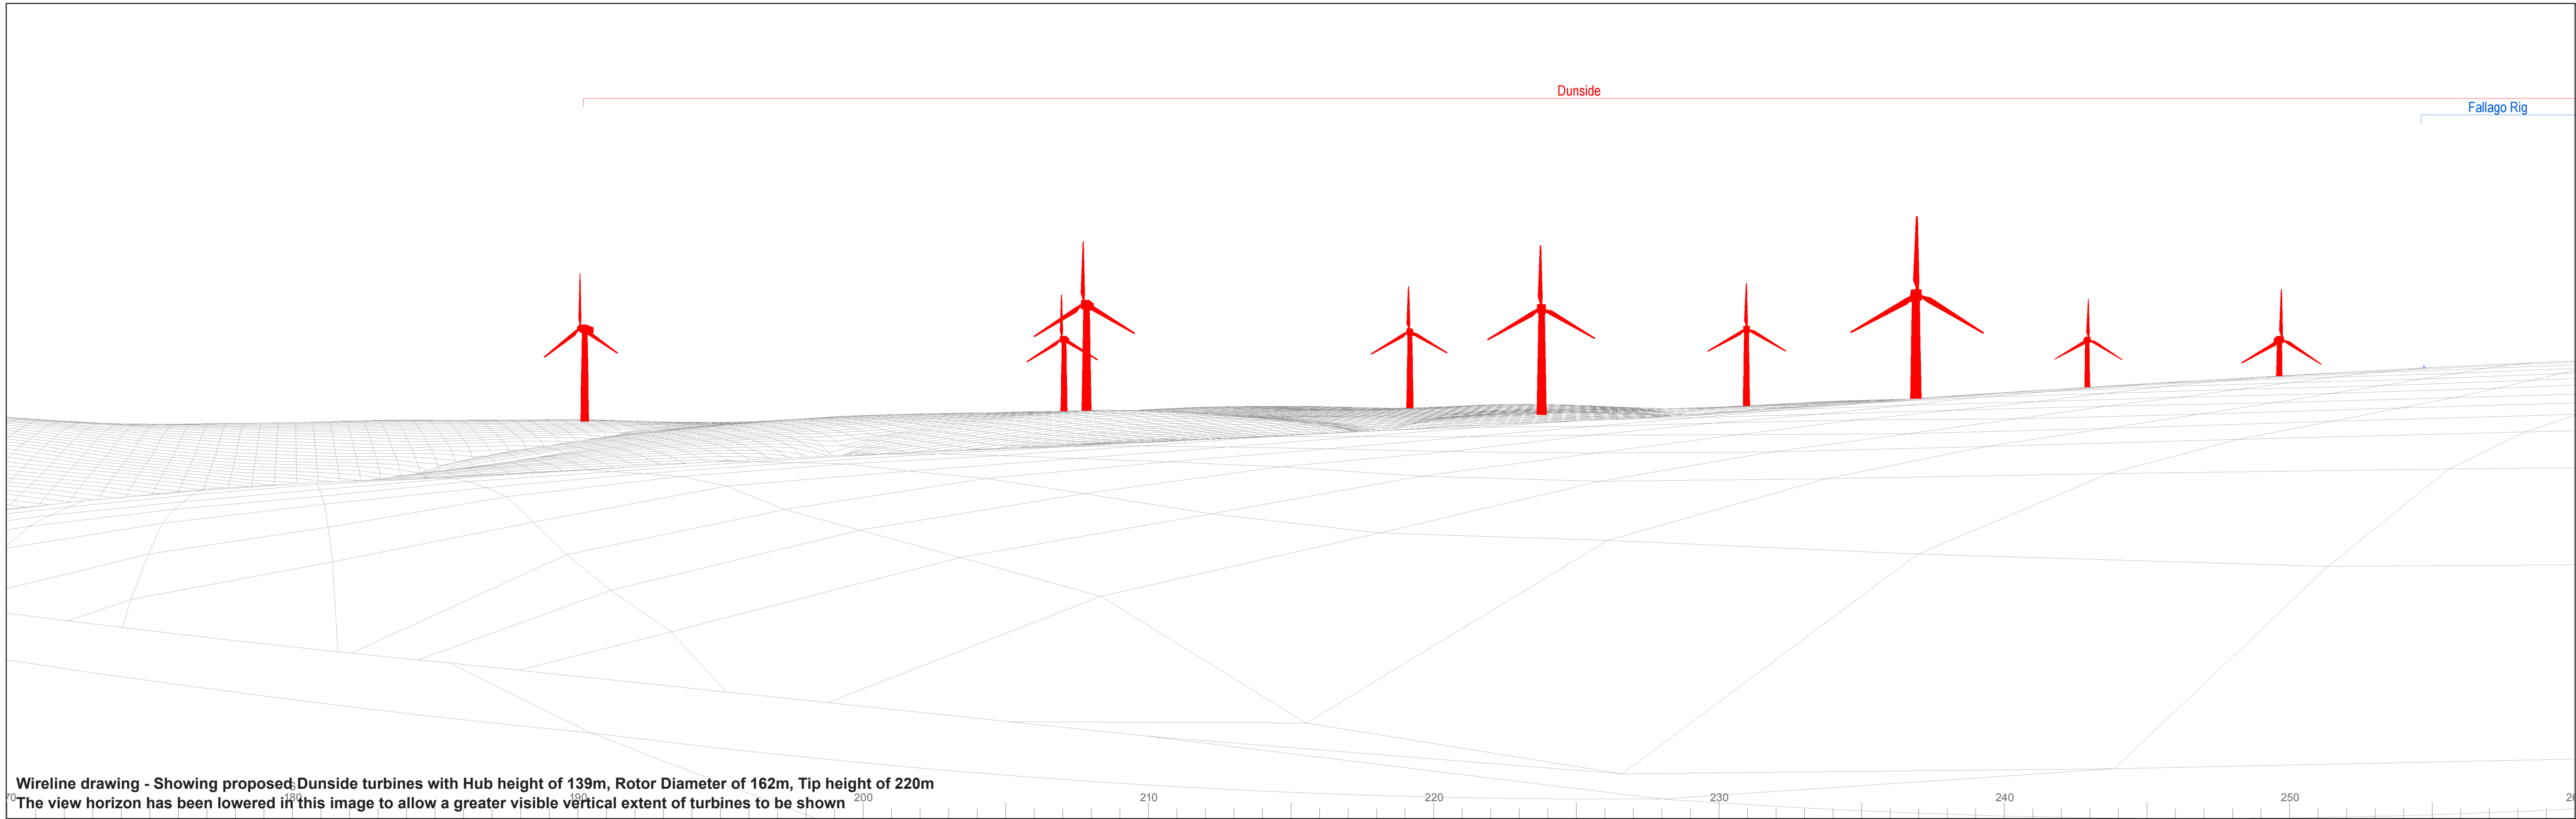 Dunside
Fallago Rig
Wireline drawing - Showing proposed Dunside turbines with Hub height of 139m, Rotor Diameter of 162m, Tip height of 220m
The view horizon has been lowered in this image to allow a greater visible vertical extent of turbines to be shown
S
70 180 190 200 210 220 230 240 250 26